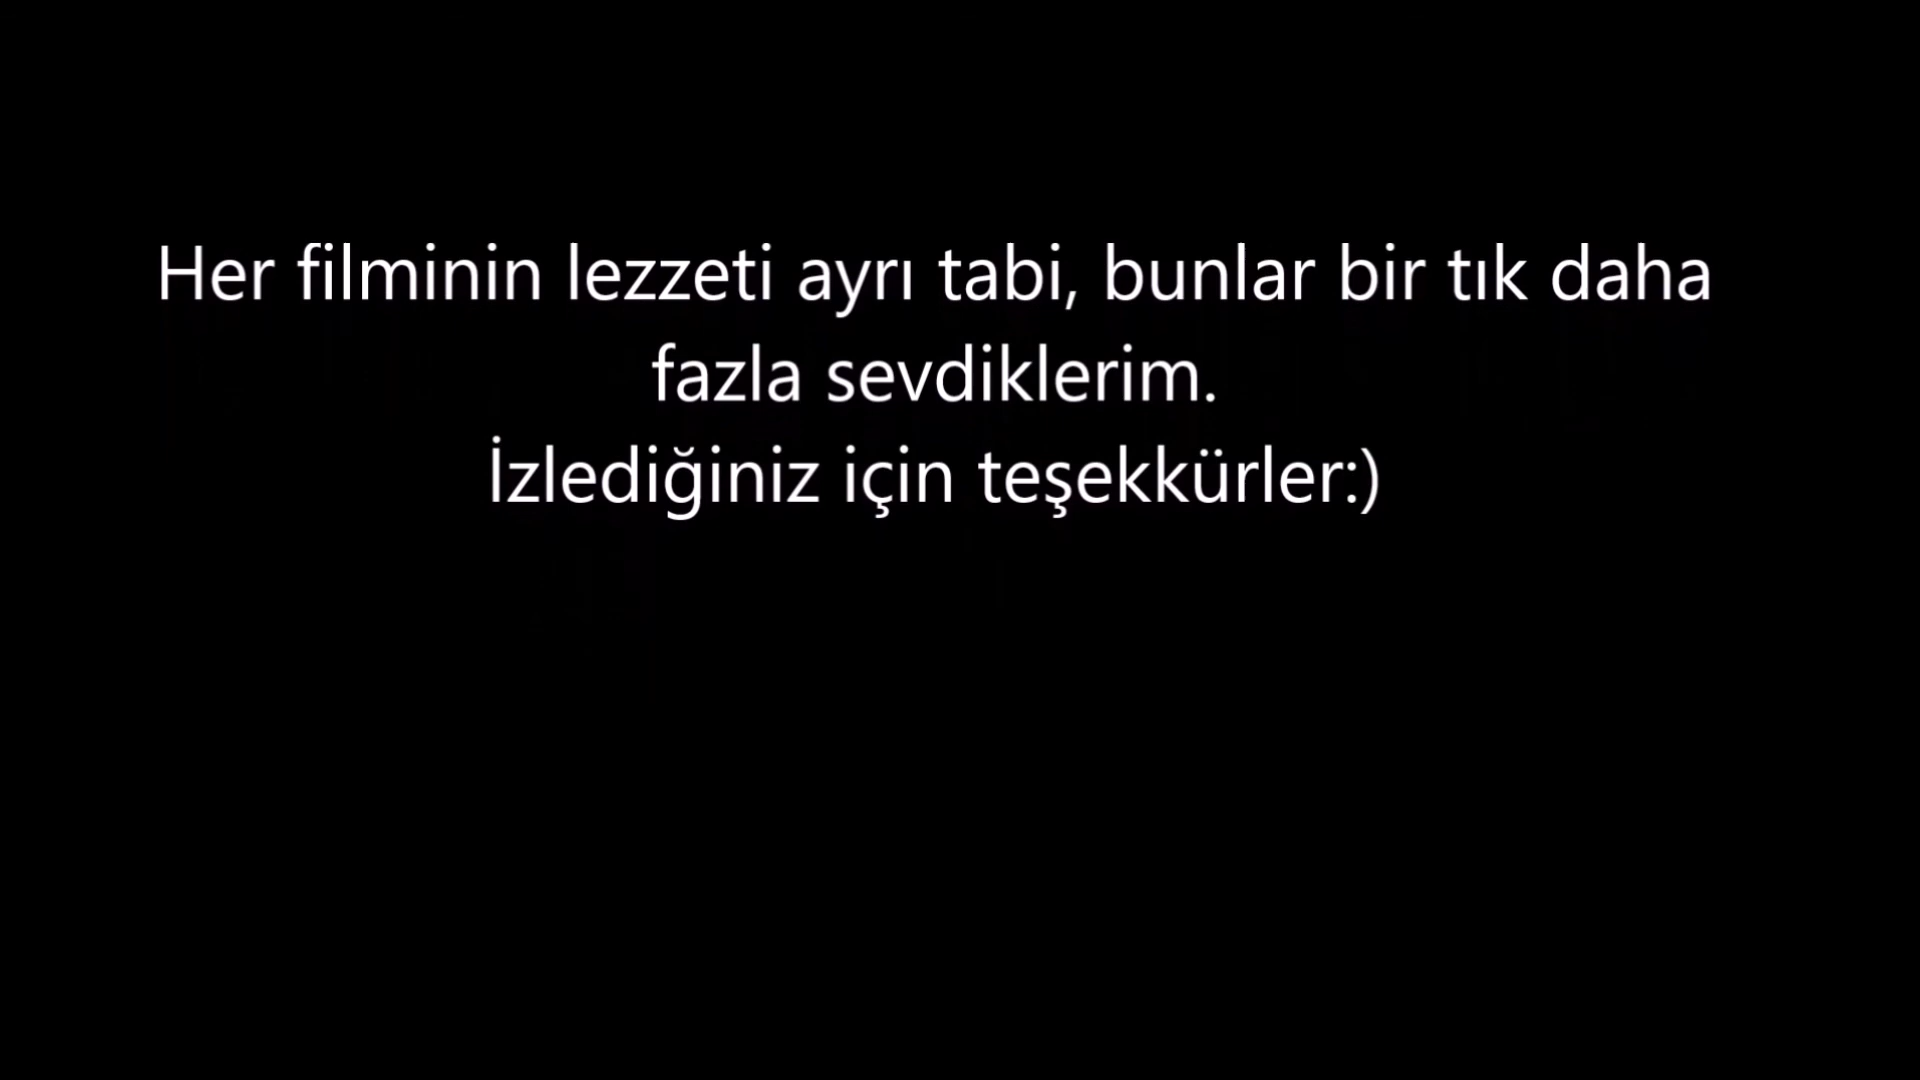 Her filminin lezzeti ayrı tabi, bunlar bir tık daha
fazla sevdiklerim.
İzlediğiniz için teşekkürler:)